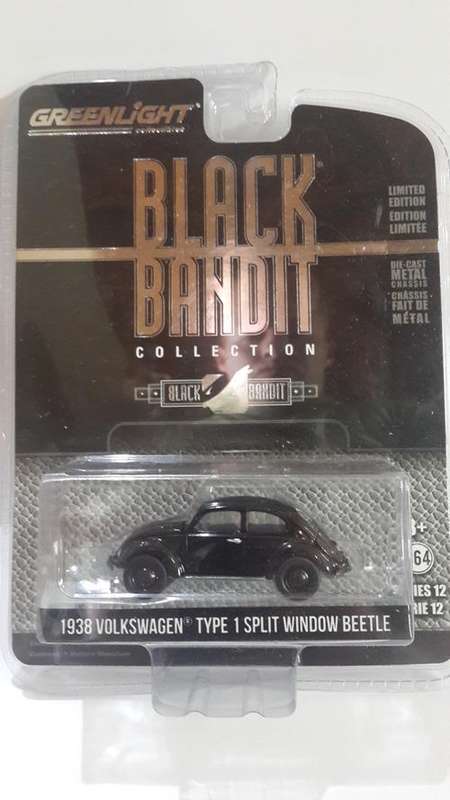 GREENLIGHT
COLLECTIBLES
BLACK
BANDIT
COLLECTION
BLACK BANDIT
LIMITED
EDITION
ÉDITION
LIMITÉE
DIE-CAST
METAL
CHASSIS
CHÂSSIS
FAIT DE
MÉTAL
64
IES 12
RIE 12
1938 VOLKSWAGEN® TYPE 1 SPLIT WINDOW BEETLE